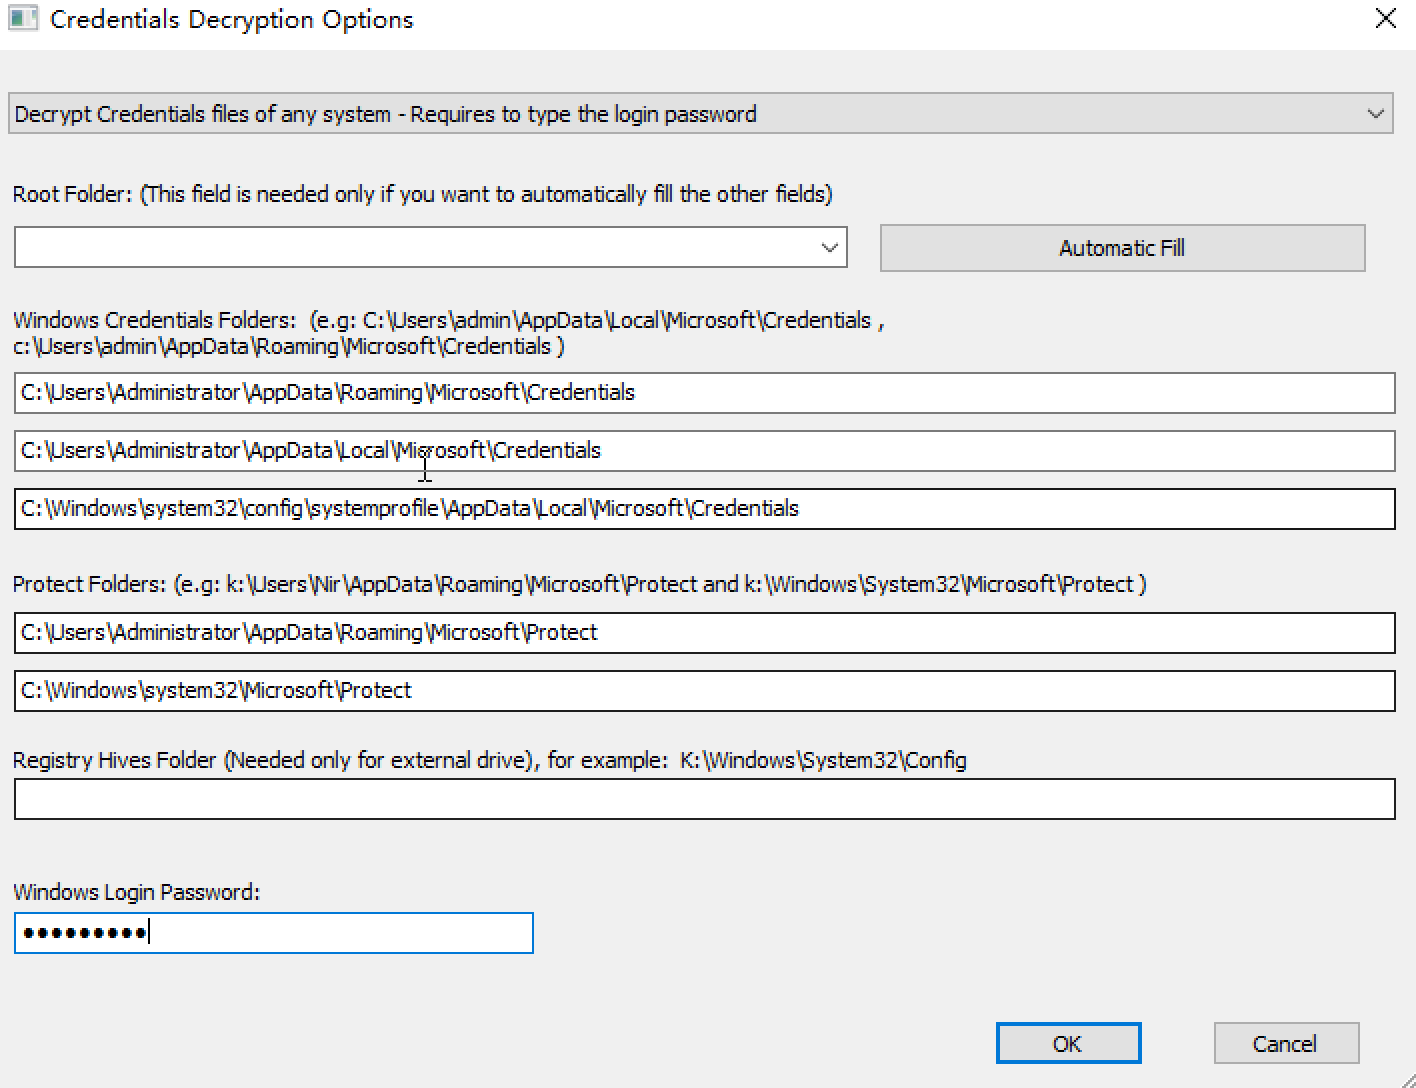 Credentials Decryption Options
Decrypt Credentials files of any system - Requires to type the login password
Root Folder: (This field is needed only if you want to automatically fill the other fields)
Automatic Fill
Windows Credentials Folders:  (e.g: C:\Users\admin\AppData\Local\Microsoft\Credentials ,
c:\Users\admin\AppData\Roaming\Microsoft\Credentials )
C:\Users\Administrator\AppData\Roaming\Microsoft\Credentials
C:\Users\Administrator\AppData\Local\Microsoft\Credentials
C:\Windows\system32\config\systemprofile\AppData\Local\Microsoft\Credentials
Protect Folders: (e.g: k:\Users\Nir\AppData\Roaming\Microsoft\Protect and k:\Windows\System32\Microsoft\Protect )
C:\Users\Administrator\AppData\Roaming\Microsoft\Protect
C:\Windows\system32\Microsoft\Protect
Registry Hives Folder (Needed only for external drive), for example:  K:\Windows\System32\Config
Windows Login Password:
●●●●●●●●●
OK
Cancel